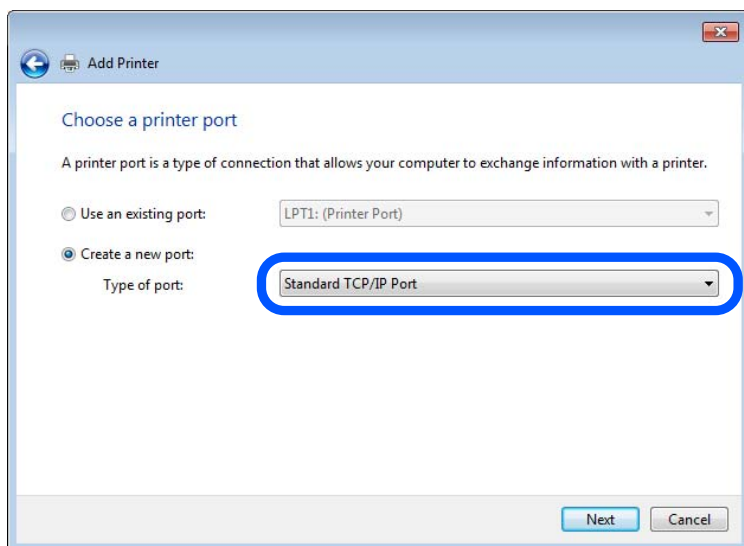 Add Printer
Choose a printer port
A printer port is a type of connection that allows your computer to exchange information with a printer.
Use an existing port: LPT1: (Printer Port)
Create a new port:
Type of port: Standard TCP/IP Port
Next Cancel